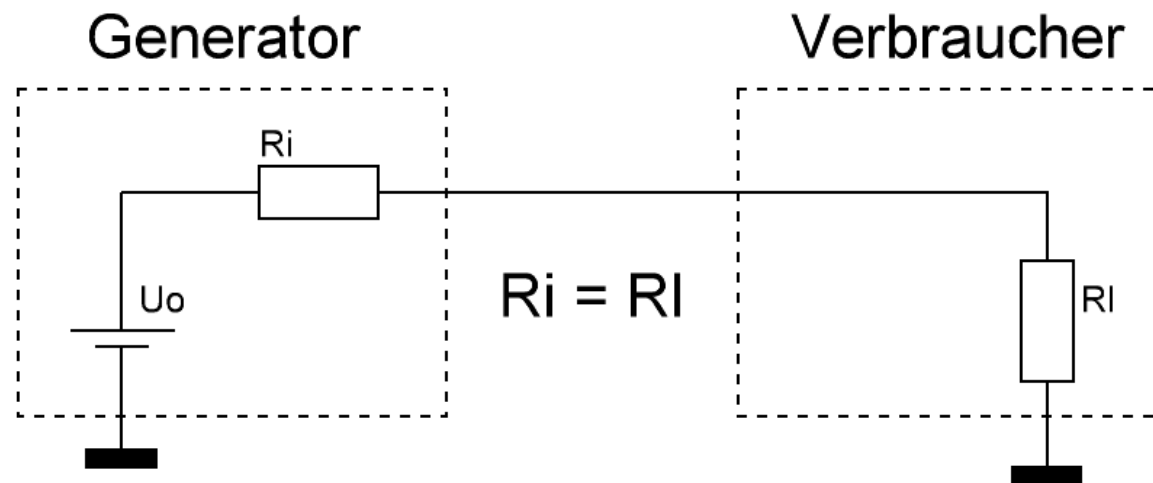 Generator
Verbraucher
Ri
Uo
Ri = Rl
Rl